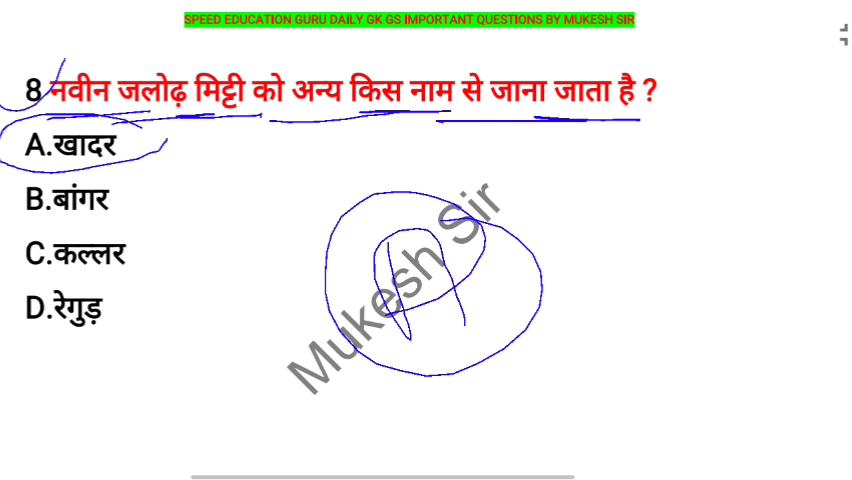 SPEED EDUCATION GURU DAILY GK GS IMPORTANT QUESTIONS BY MUKESH SIR
8 नवीन जलोढ़ मिट्टी को अन्य किस नाम से जाना जाता है ?
A.खादर
B.बांगर
C.कल्लर
D.रेगुड़
Mukesh Sir